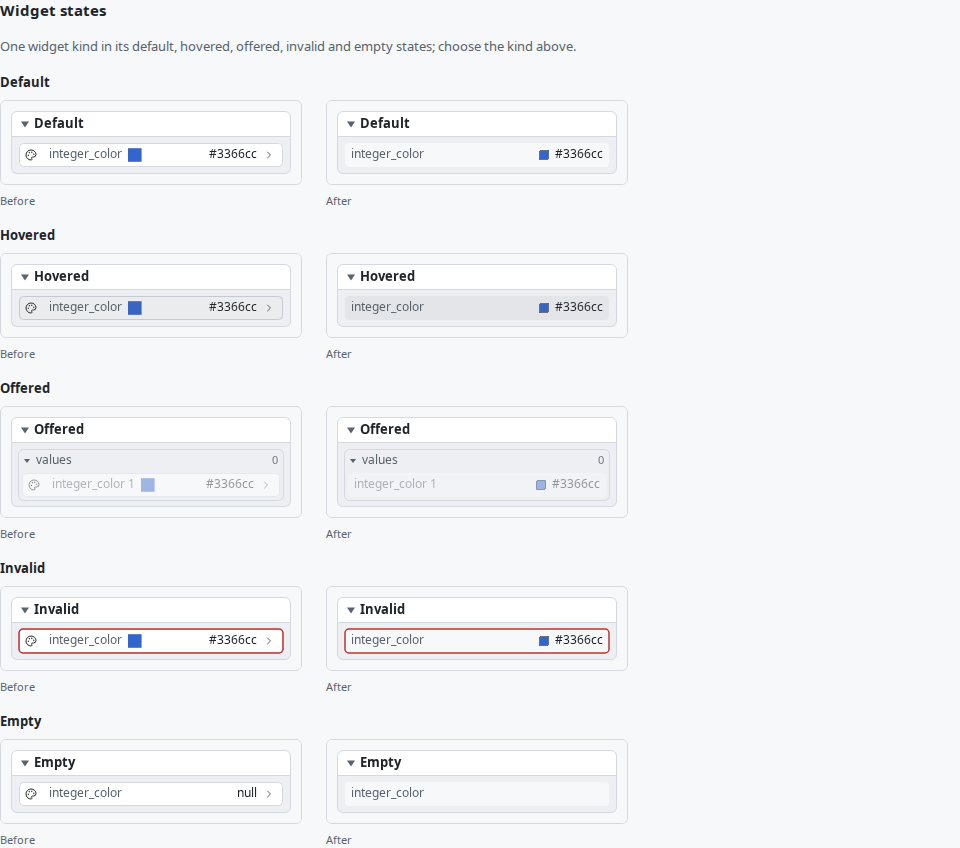 Widget states
One widget kind in its default, hovered, offered, invalid and empty states; choose the kind above.
Default
Default
integer_color #3366cc
Before
Default
integer_color #3366cc
After
Hovered
Hovered
integer_color #3366cc
Before
Hovered
integer_color #3366cc
After
Offered
Offered
values 0
integer_color 1 #3366cc
Before
Offered
values 0
integer_color 1 #3366cc
After
Invalid
Invalid
integer_color #3366cc
Before
Invalid
integer_color #3366cc
After
Empty
Empty
integer_color null
Before
Empty
integer_color
After